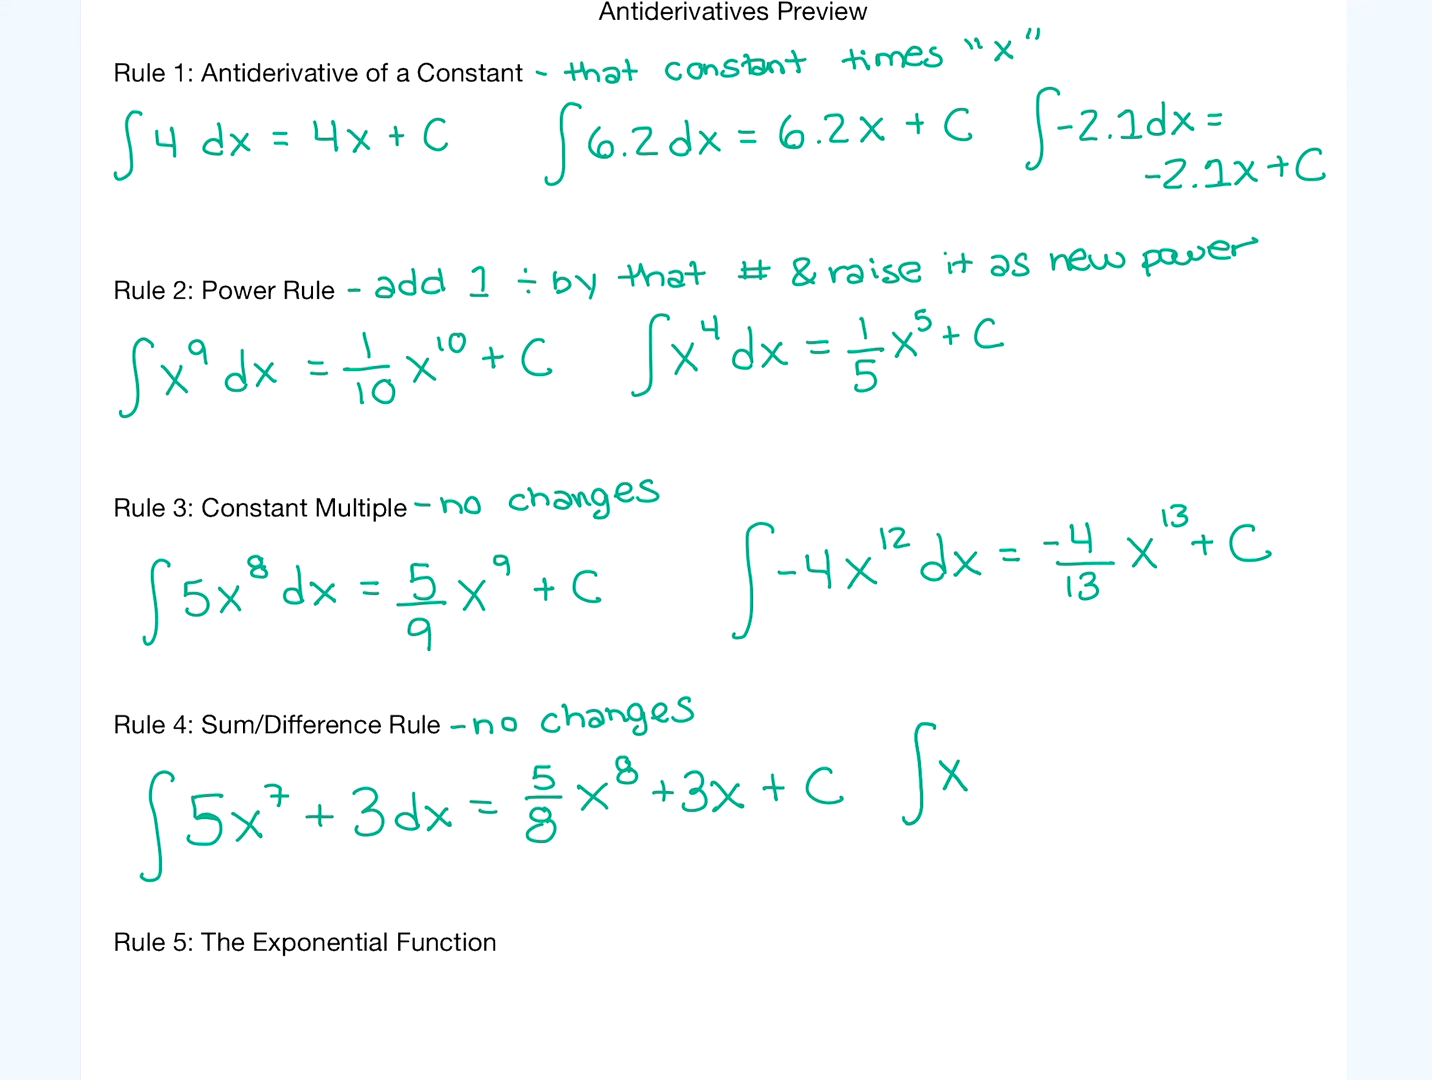 Antiderivatives Preview
Rule 1: Antiderivative of a Constant - that constant times "x"
∫4 dx = 4x + C ∫6.2 dx = 6.2x + C ∫-2.1dx =
-2.1x + C
Rule 2: Power Rule - add 1 ÷ by that # & raise it as new power
∫x⁹ dx = 1/10 x¹⁰ + C ∫x⁴ dx = 1/5 x⁵ + C
Rule 3: Constant Multiple - no changes
∫5x⁸ dx = 5/9 x⁹ + C ∫-4x¹² dx = -4/13 x¹³ + C
Rule 4: Sum/Difference Rule - no changes
∫5x⁷ + 3 dx = 5/8 x⁸ + 3x + C ∫x
Rule 5: The Exponential Function